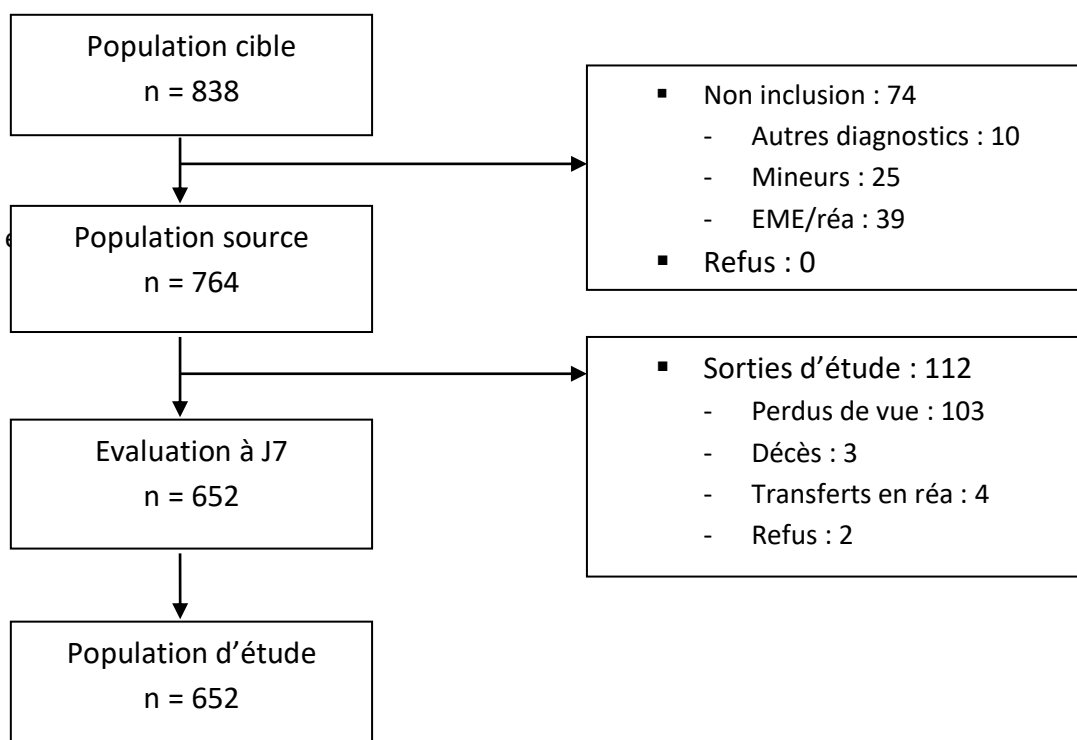 Population cible
n = 838
▪ Non inclusion : 74
- Autres diagnostics : 10
- Mineurs : 25
- EME/réa : 39
▪ Refus : 0
Population source
n = 764
▪ Sorties d’étude : 112
- Perdus de vue : 103
- Décès : 3
- Transferts en réa : 4
- Refus : 2
Evaluation à J7
n = 652
Population d’étude
n = 652